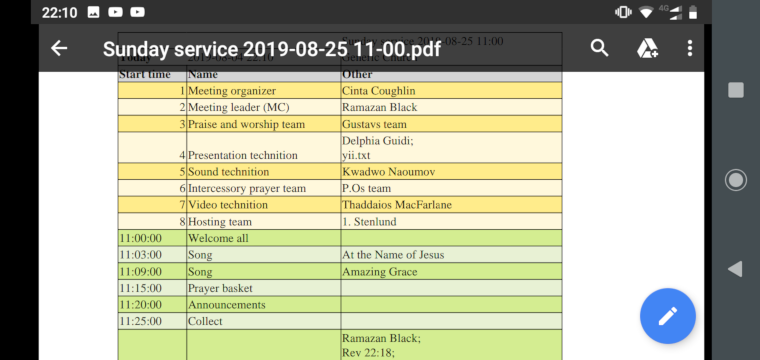 22:10
4G
Sunday service 2019-08-25 11-00.pdf
Sunday service 2019-08-25 11:00
Today 2019-08-04 22:10 Generic Church
Start time Name Other
1 Meeting organizer Cinta Coughlin
2 Meeting leader (MC) Ramazan Black
3 Praise and worship team Gustavs team
4 Presentation technition Delphia Guidi;
yii.txt
5 Sound technition Kwadwo Naoumov
6 Intercessory prayer team P.Os team
7 Video technition Thaddaios MacFarlane
8 Hosting team 1. Stenlund
11:00:00 Welcome all
11:03:00 Song At the Name of Jesus
11:09:00 Song Amazing Grace
11:15:00 Prayer basket
11:20:00 Announcements
11:25:00 Collect
Ramazan Black;
Rev 22:18;